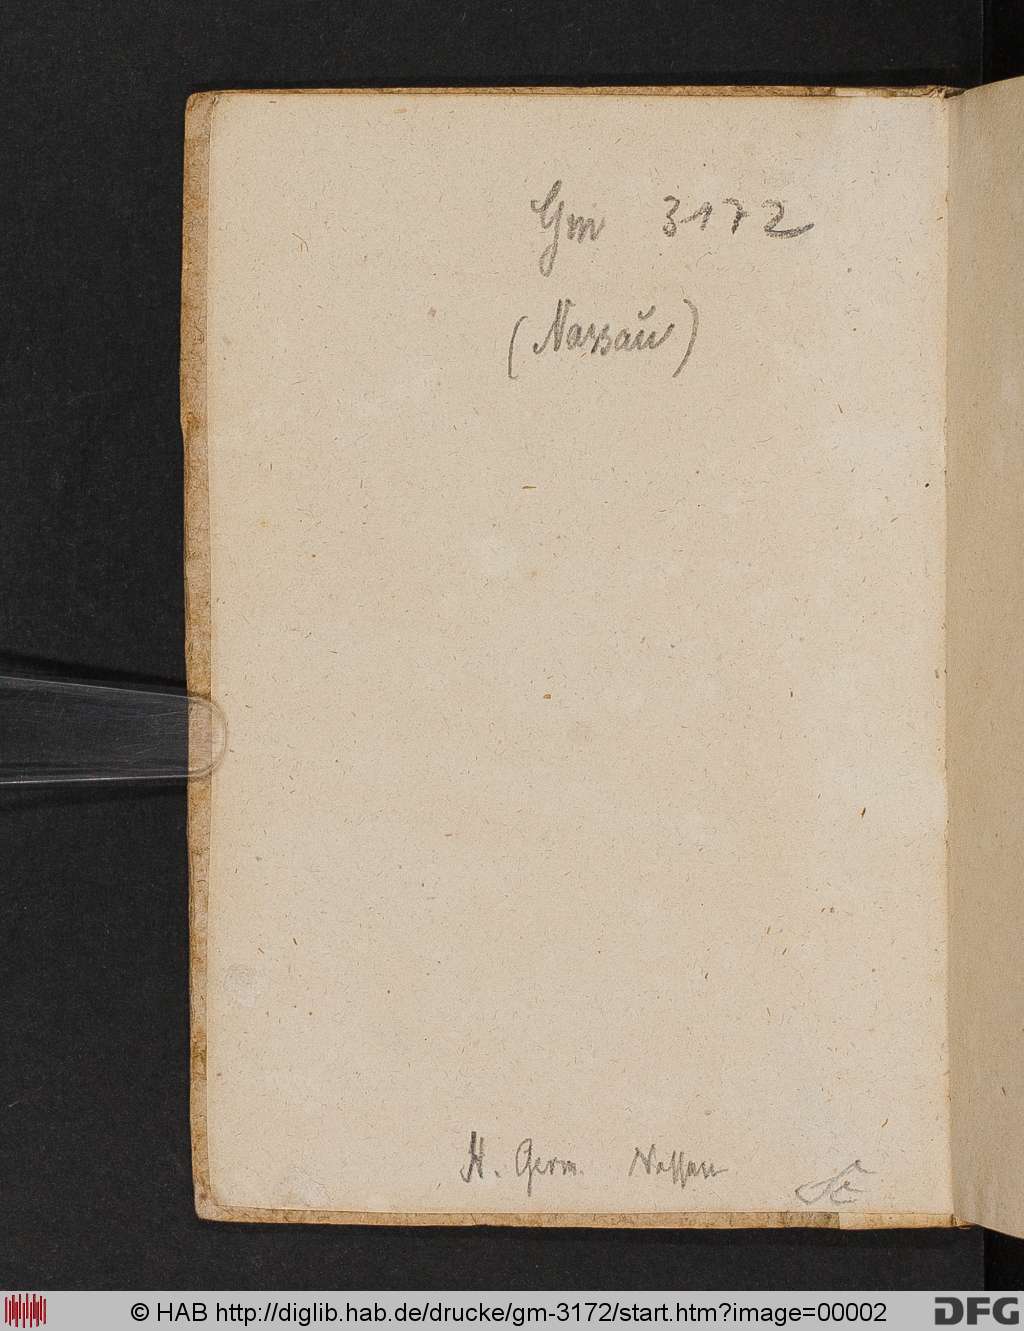 Gm 3172
(Nassau)
H. Germ. Nassau
© HAB http://diglib.hab.de/drucke/gm-3172/start.htm?image=00002
DFG